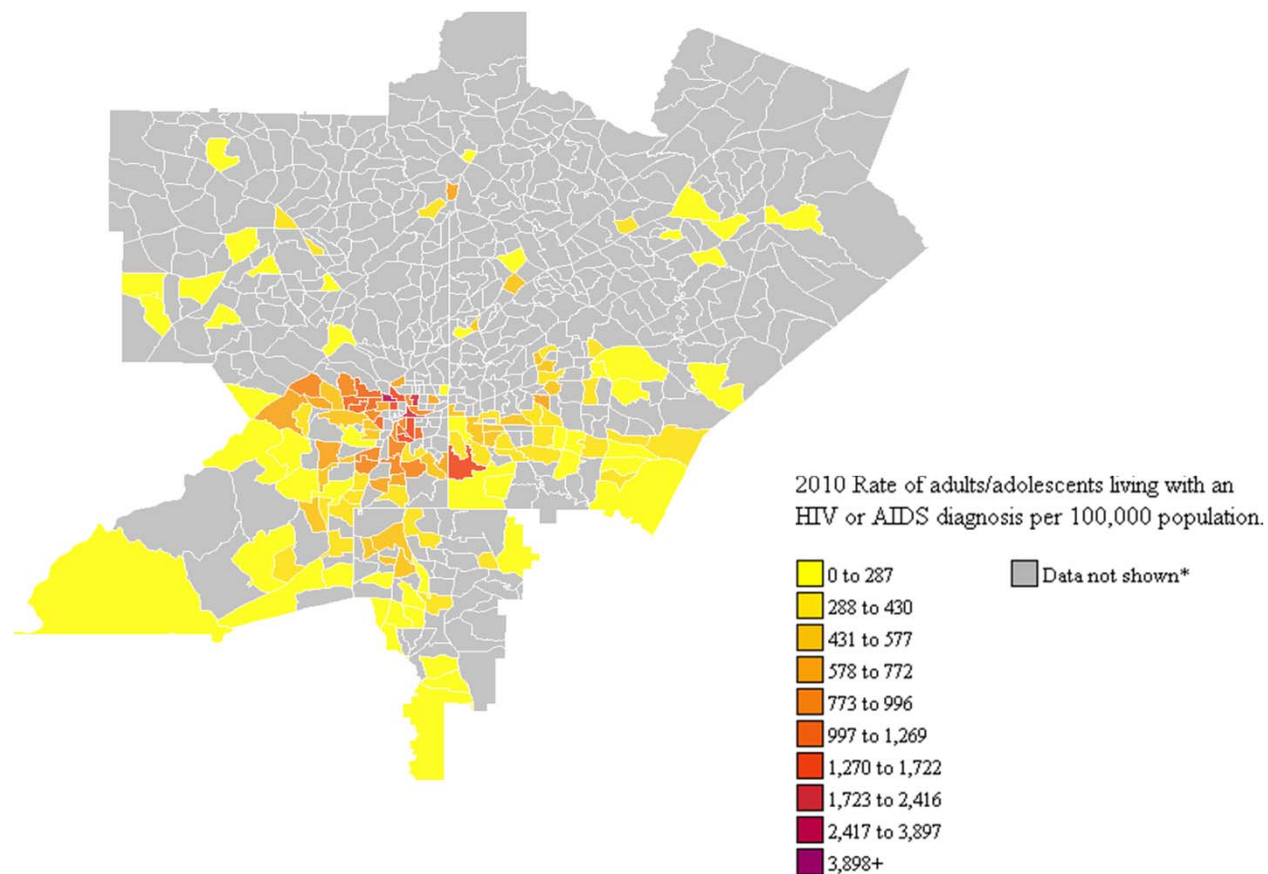 2010 Rate of adults/adolescents living with an
HIV or AIDS diagnosis per 100,000 population.
0 to 287
288 to 430
431 to 577
578 to 772
773 to 996
997 to 1,269
1,270 to 1,722
1,723 to 2,416
2,417 to 3,897
3,898+
Data not shown*